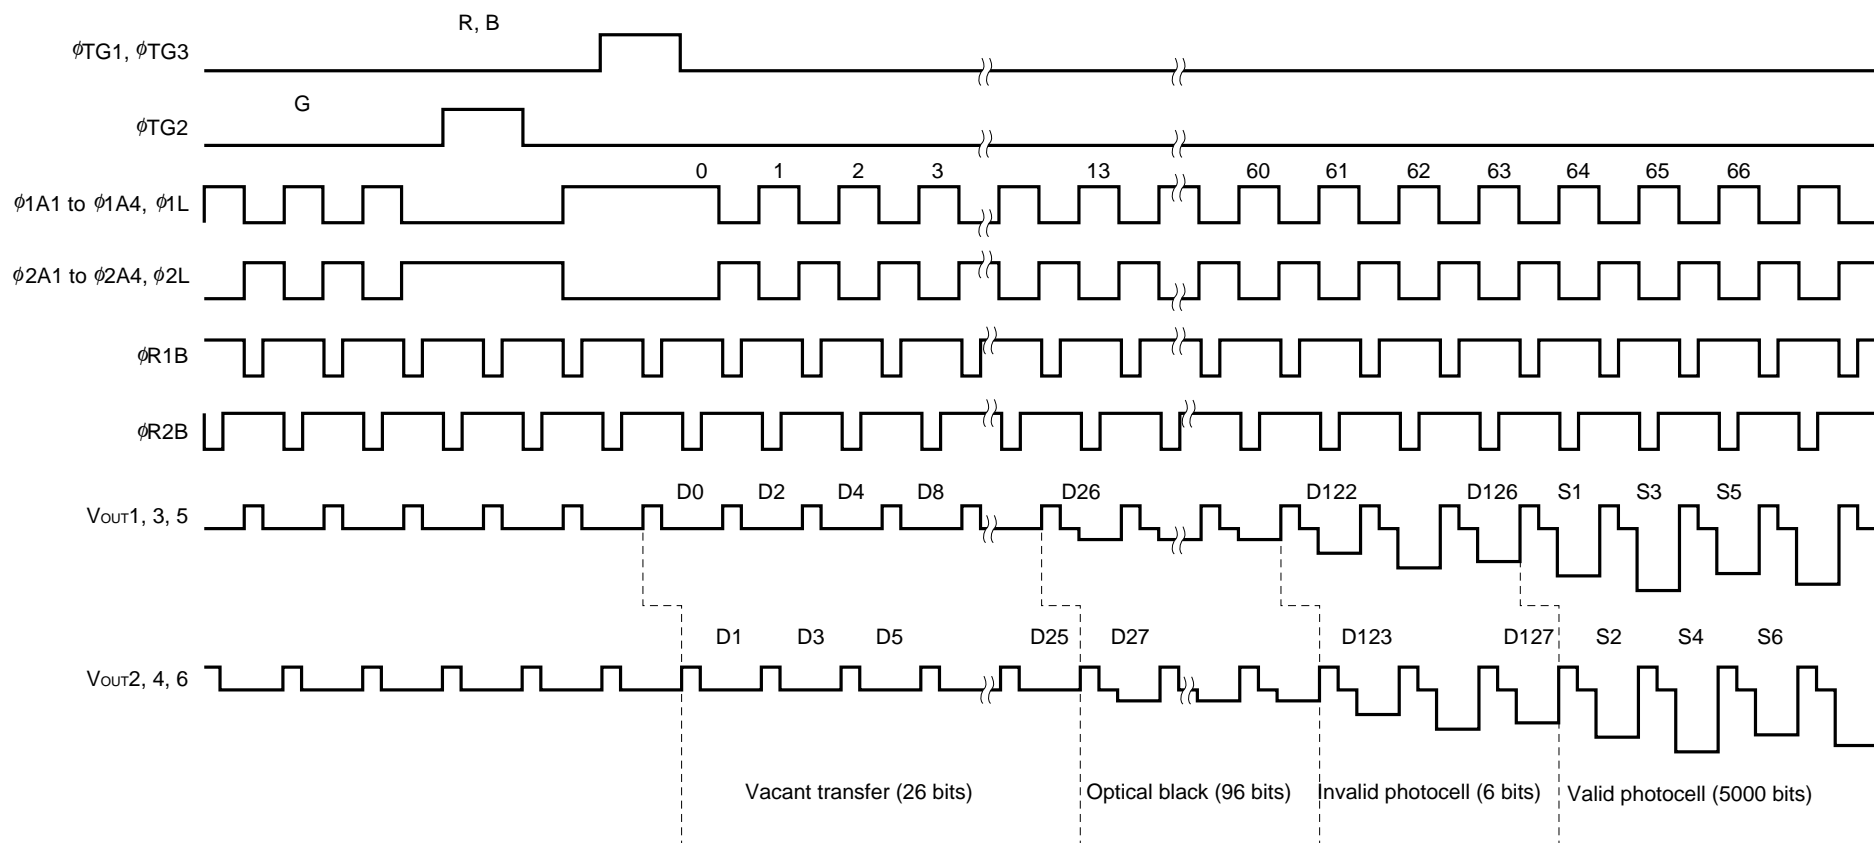 R, B
ϕTG1, ϕTG3
G
ϕTG2
0 1 2 3 13 60 61 62 63 64 65 66
ϕ1A1 to ϕ1A4, ϕ1L
ϕ2A1 to ϕ2A4, ϕ2L
ϕR1B
ϕR2B
D0 D2 D4 D8 D26 D122 D126 S1 S3 S5
VOUT1, 3, 5
D1 D3 D5 D25 D27 D123 D127 S2 S4 S6
VOUT2, 4, 6
Vacant transfer (26 bits) Optical black (96 bits) Invalid photocell (6 bits) Valid photocell (5000 bits)